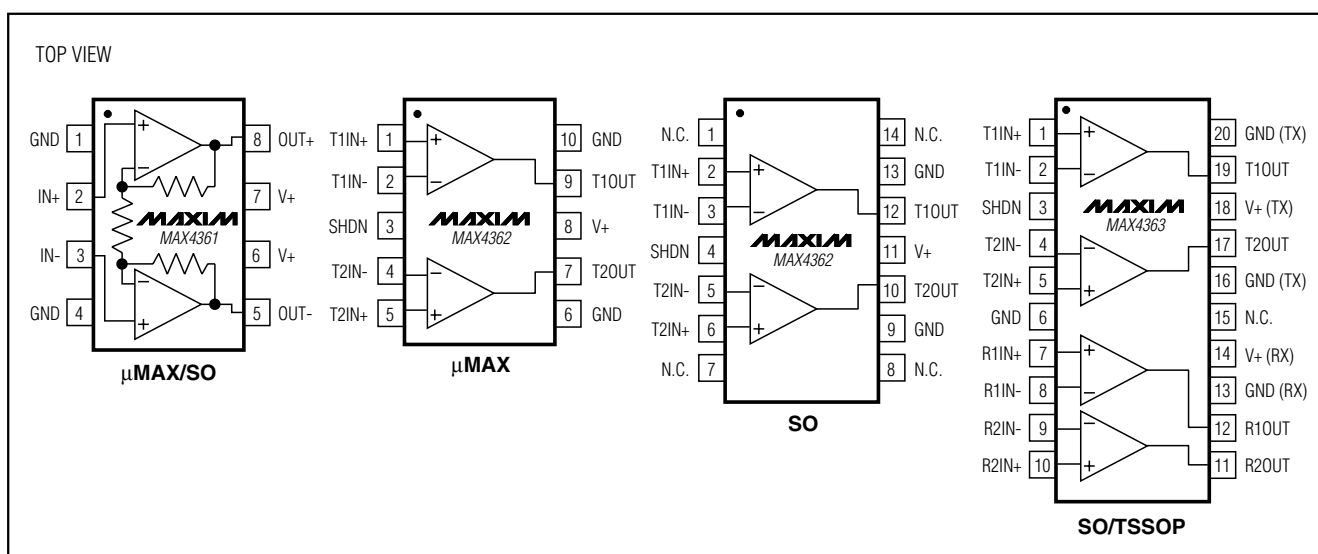 TOP VIEW
GND 1
IN+ 2
IN- 3
GND 4
8 OUT+
7 V+
6 V+
5 OUT-
+
−
−
+
MAXIM
MAX4361
µMAX/SO
T1IN+ 1
T1IN- 2
SHDN 3
T2IN- 4
T2IN+ 5
10 GND
9 T1OUT
8 V+
7 T2OUT
6 GND
+
−
−
+
MAXIM
MAX4362
µMAX
N.C. 1
T1IN+ 2
T1IN- 3
SHDN 4
T2IN- 5
T2IN+ 6
N.C. 7
14 N.C.
13 GND
12 T1OUT
11 V+
10 T2OUT
9 GND
8 N.C.
+
−
−
+
MAXIM
MAX4362
SO
T1IN+ 1
T1IN- 2
SHDN 3
T2IN- 4
T2IN+ 5
GND 6
R1IN+ 7
R1IN- 8
R2IN- 9
R2IN+ 10
20 GND (TX)
19 T1OUT
18 V+ (TX)
17 T2OUT
16 GND (TX)
15 N.C.
14 V+ (RX)
13 GND (RX)
12 R1OUT
11 R2OUT
+
−
−
+
+
−
−
+
MAXIM
MAX4363
SO/TSSOP